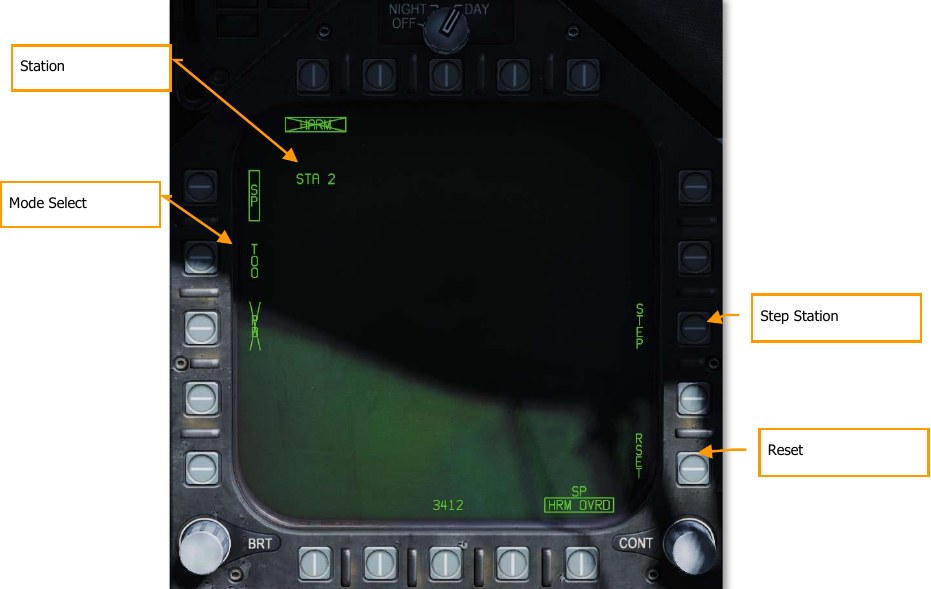 NIGHT DAY
OFF
Station
HARM
STA 2
SP
Mode Select
TOO
STEP
Step Station
RSET
Reset
SP
3412
HRM OVRD
BRT
CONT